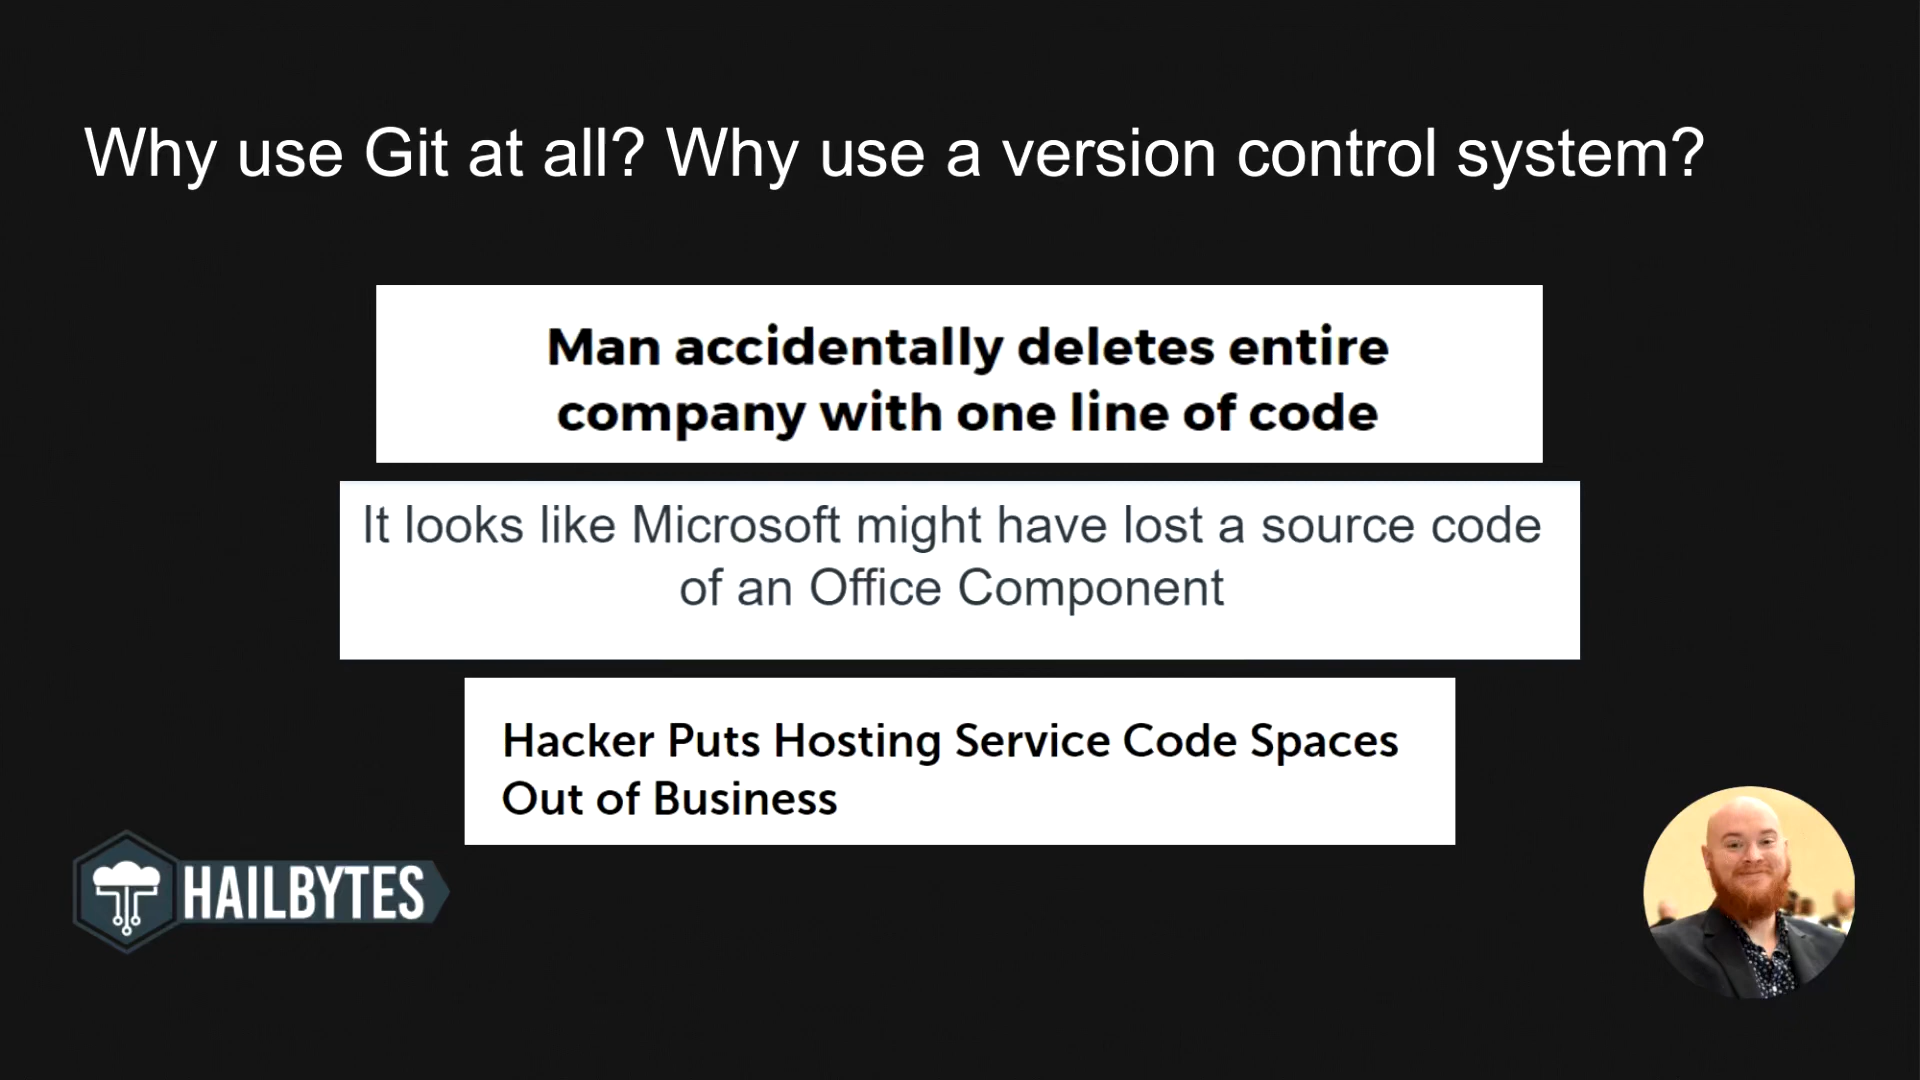 Why use Git at all? Why use a version control system?
Man accidentally deletes entire
company with one line of code
It looks like Microsoft might have lost a source code
of an Office Component
Hacker Puts Hosting Service Code Spaces
Out of Business
HAILBYTES